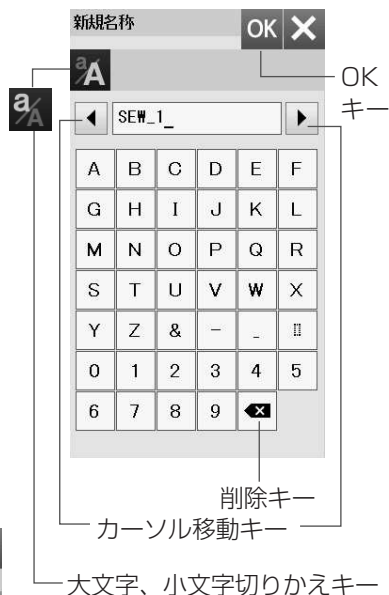 新規名称
OK
a/A
OK
キー
a/A
SEW_1_
A B C D E F
G H I J K L
M N O P Q R
S T U V W X
Y Z & - _
0 1 2 3 4 5
6 7 8 9
削除キー
カーソル移動キー
大文字、小文字切りかえキー